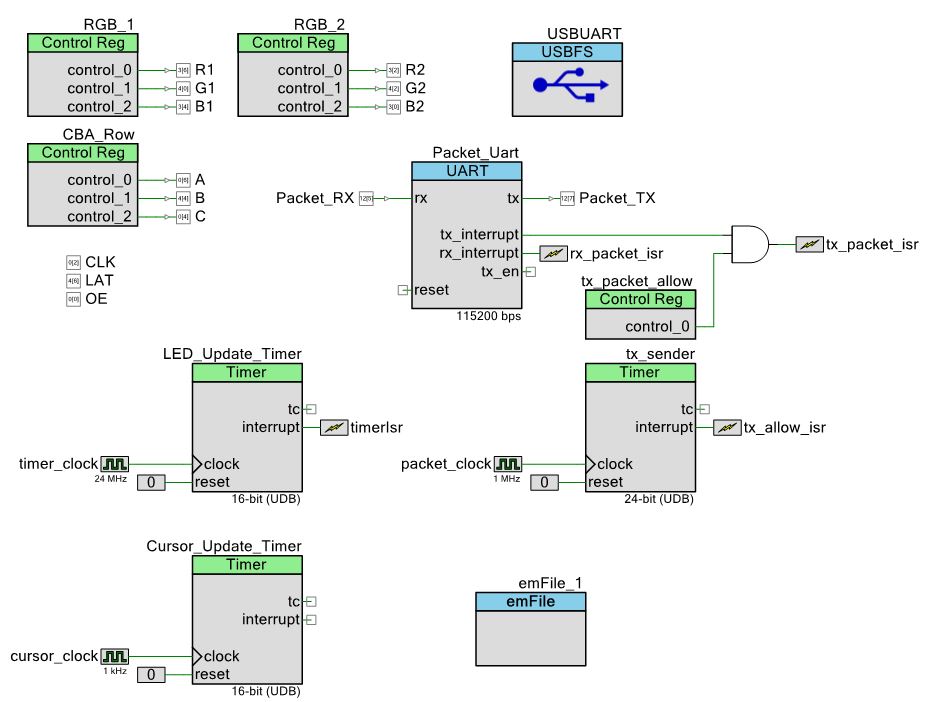 RGB_1
Control Reg
control_0 3[6] R1
control_1 4[0] G1
control_2 3[4] B1
RGB_2
Control Reg
control_0 3[2] R2
control_1 4[2] G2
control_2 3[0] B2
USBUART
USBFS
CBA_Row
Control Reg
control_0 0[6] A
control_1 4[4] B
control_2 0[4] C
0[2] CLK
4[6] LAT
0[0] OE
Packet_Uart
UART
Packet_RX 12[5] rx tx 12[7] Packet_TX
tx_interrupt
rx_interrupt rx_packet_isr
tx_en
reset
115200 bps
tx_packet_isr
tx_packet_allow
Control Reg
control_0
LED_Update_Timer
Timer
tc
interrupt timerIsr
timer_clock clock
24 MHz
0 reset
16-bit (UDB)
tx_sender
Timer
tc
interrupt tx_allow_isr
packet_clock clock
1 MHz
0 reset
24-bit (UDB)
Cursor_Update_Timer
Timer
tc
interrupt
cursor_clock clock
1 kHz
0 reset
16-bit (UDB)
emFile_1
emFile